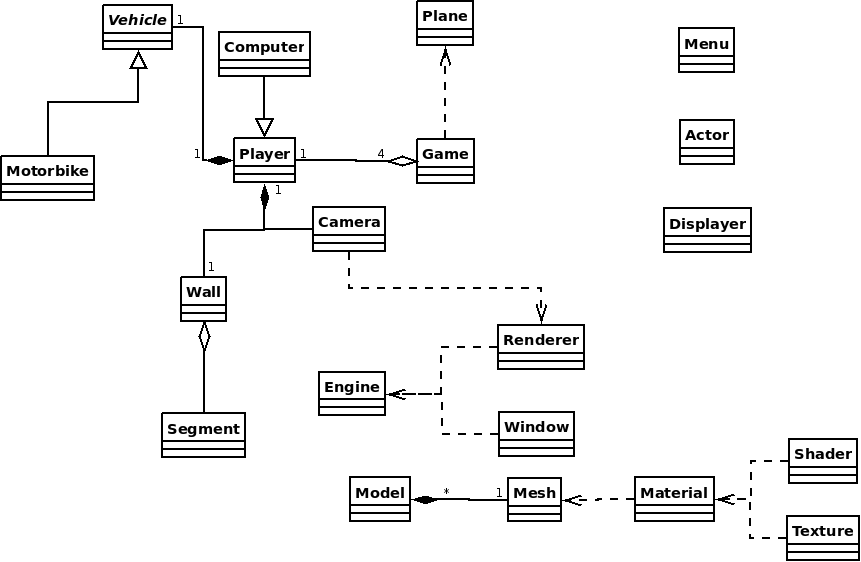 Vehicle
1
Plane
Computer
Menu
Actor
1
Player
1
4
Game
Motorbike
1
Camera
Displayer
1
Wall
Renderer
Engine
Segment
Window
Shader
Model
*
1
Mesh
Material
Texture